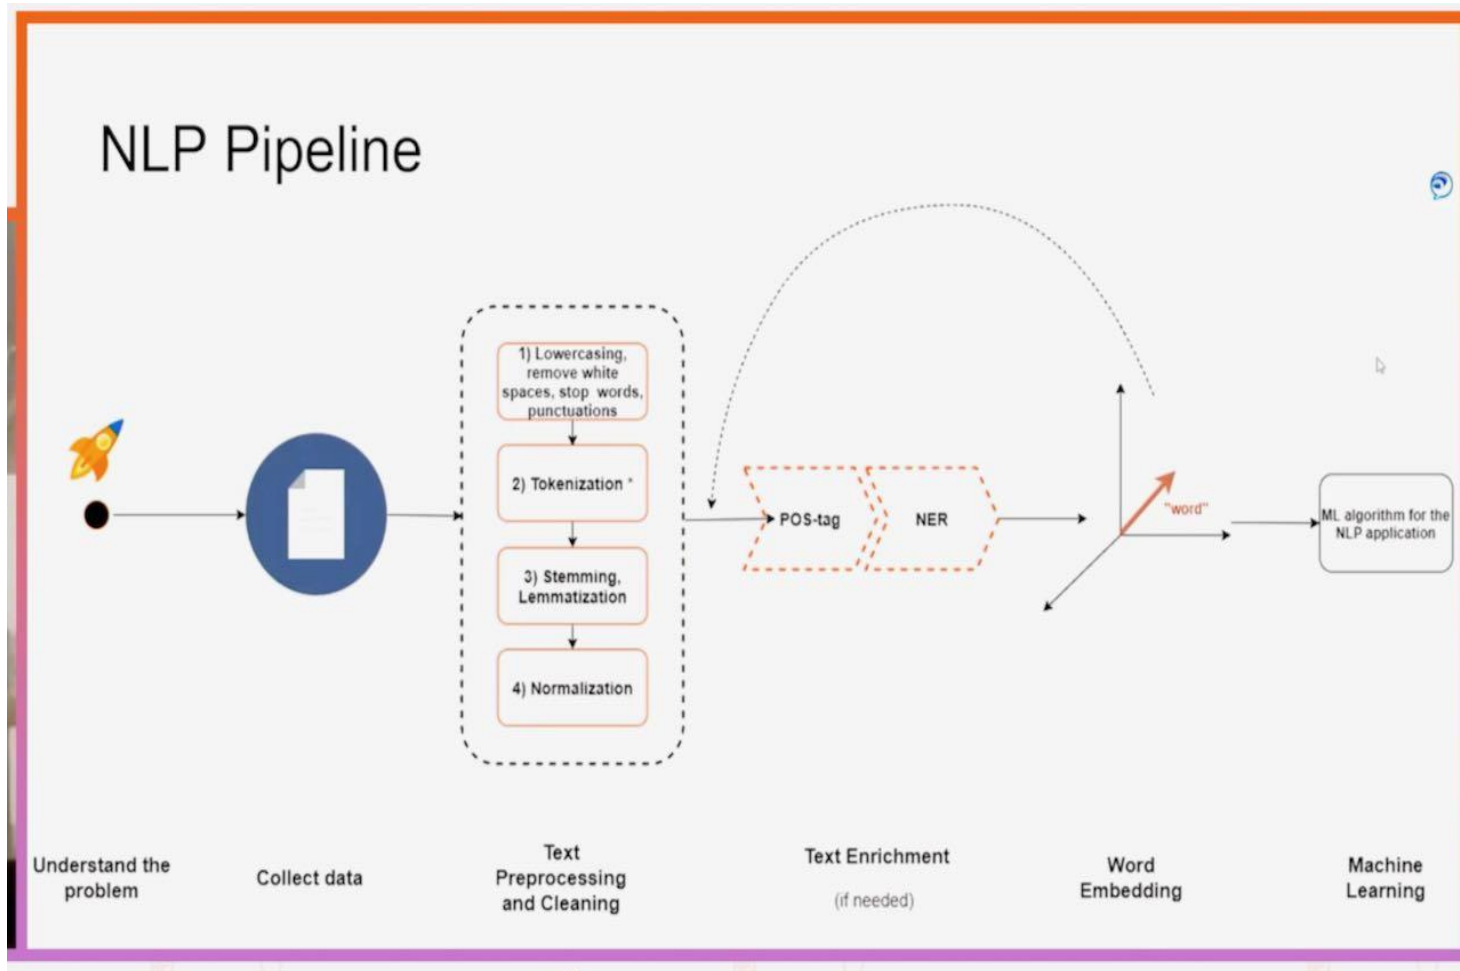 NLP Pipeline
1) Lowercasing,
remove white
spaces, stop words,
punctuations
2) Tokenization *
3) Stemming,
Lemmatization
4) Normalization
POS-tag
NER
"word"
ML algorithm for the
NLP application
Understand the
problem
Collect data
Text
Preprocessing
and Cleaning
Text Enrichment
(if needed)
Word
Embedding
Machine
Learning